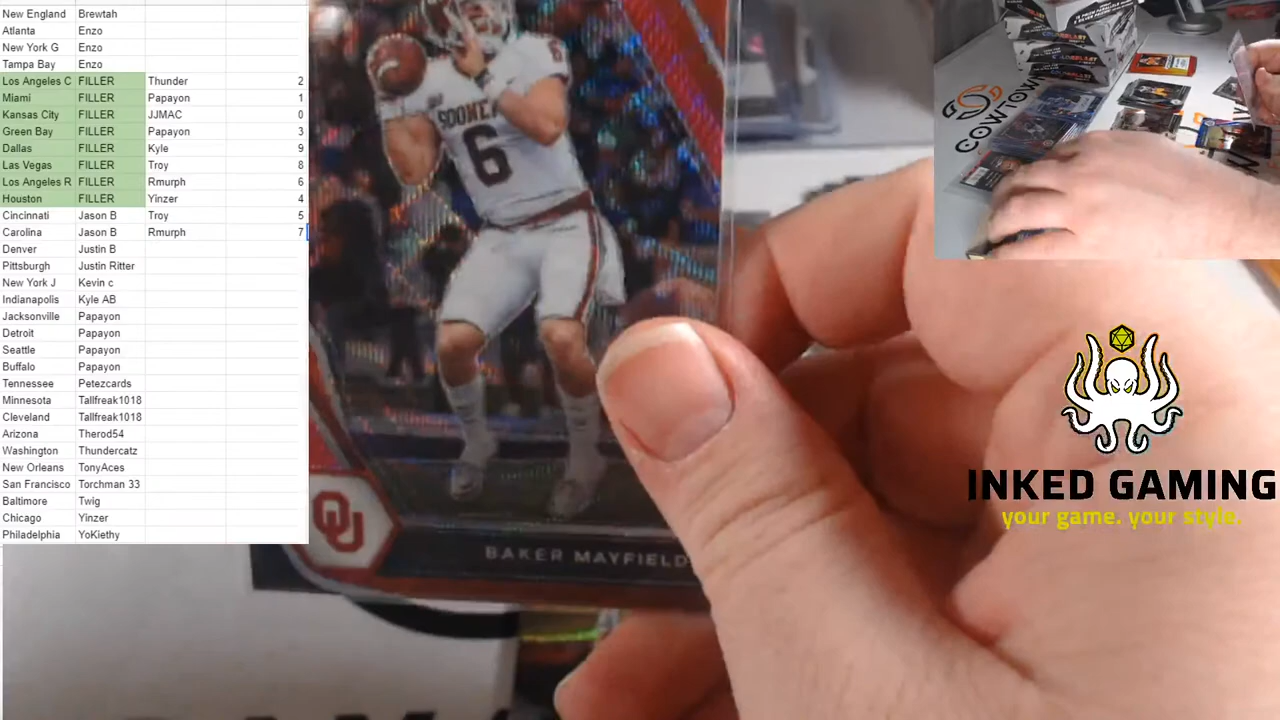 New England Brewtah
Atlanta Enzo
New York G Enzo
Tampa Bay Enzo
Los Angeles C FILLER Thunder 2
Miami FILLER Papayon 1
Kansas City FILLER JJMAC 0
Green Bay FILLER Papayon 3
Dallas FILLER Kyle 9
Las Vegas FILLER Troy 8
Los Angeles R FILLER Rmurph 6
Houston FILLER Yinzer 4
Cincinnati Jason B Troy 5
Carolina Jason B Rmurph 7
Denver Justin B
Pittsburgh Justin Ritter
New York J Kevin c
Indianapolis Kyle AB
Jacksonville Papayon
Detroit Papayon
Seattle Papayon
Buffalo Papayon
Tennessee Petezcards
Minnesota Tallfreak1018
Cleveland Tallfreak1018
Arizona Therod54
Washington Thundercatz
New Orleans TonyAces
San Francisco Torchman 33
Baltimore Twig
Chicago Yinzer
Philadelphia YoKiethy
SOONER
6
OU
BAKER MAYFIELD
COWTOWN
INKED GAMING
your game. your style.